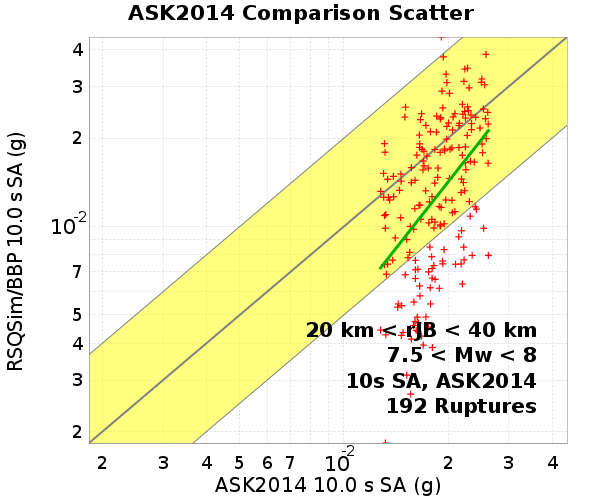 ASK2014 Comparison Scatter
RSQSim/BBP 10.0 s SA (g)
4
3
2
10-2
7
5
4
3
2
20 km < rJB < 40 km
7.5 < Mw < 8
10s SA, ASK2014
192 Ruptures
2 3 4 5 6 7 10-2 2 3 4
ASK2014 10.0 s SA (g)